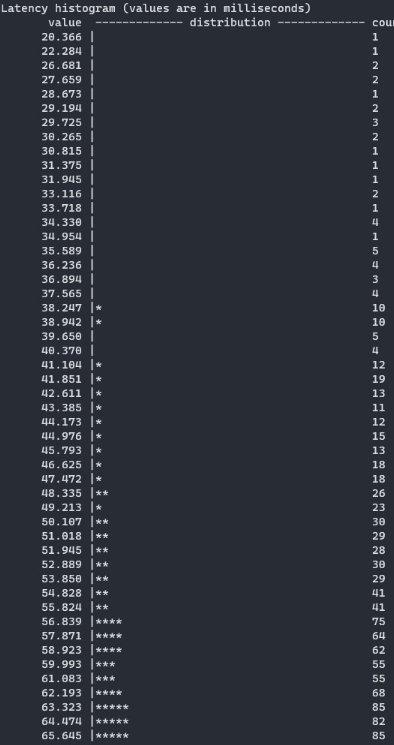 Latency histogram (values are in milliseconds)
value ------------- distribution ------------- cour
20.366 | 1
22.284 | 1
26.681 | 2
27.659 | 2
28.673 | 1
29.194 | 2
29.725 | 3
30.265 | 2
30.815 | 1
31.375 | 1
31.945 | 1
33.116 | 2
33.718 | 1
34.330 | 4
34.954 | 1
35.589 | 5
36.236 | 4
36.894 | 3
37.565 | 4
38.247 |* 10
38.942 |* 10
39.650 | 5
40.370 | 4
41.104 |* 12
41.851 |* 19
42.611 |* 13
43.385 |* 11
44.173 |* 12
44.976 |* 15
45.793 |* 13
46.625 |* 18
47.472 |* 18
48.335 |** 26
49.213 |* 23
50.107 |** 30
51.018 |** 29
51.945 |** 28
52.889 |** 30
53.850 |** 29
54.828 |** 41
55.824 |** 41
56.839 |**** 75
57.871 |**** 64
58.923 |**** 62
59.993 |*** 55
61.083 |*** 55
62.193 |**** 68
63.323 |***** 85
64.474 |***** 82
65.645 |***** 85